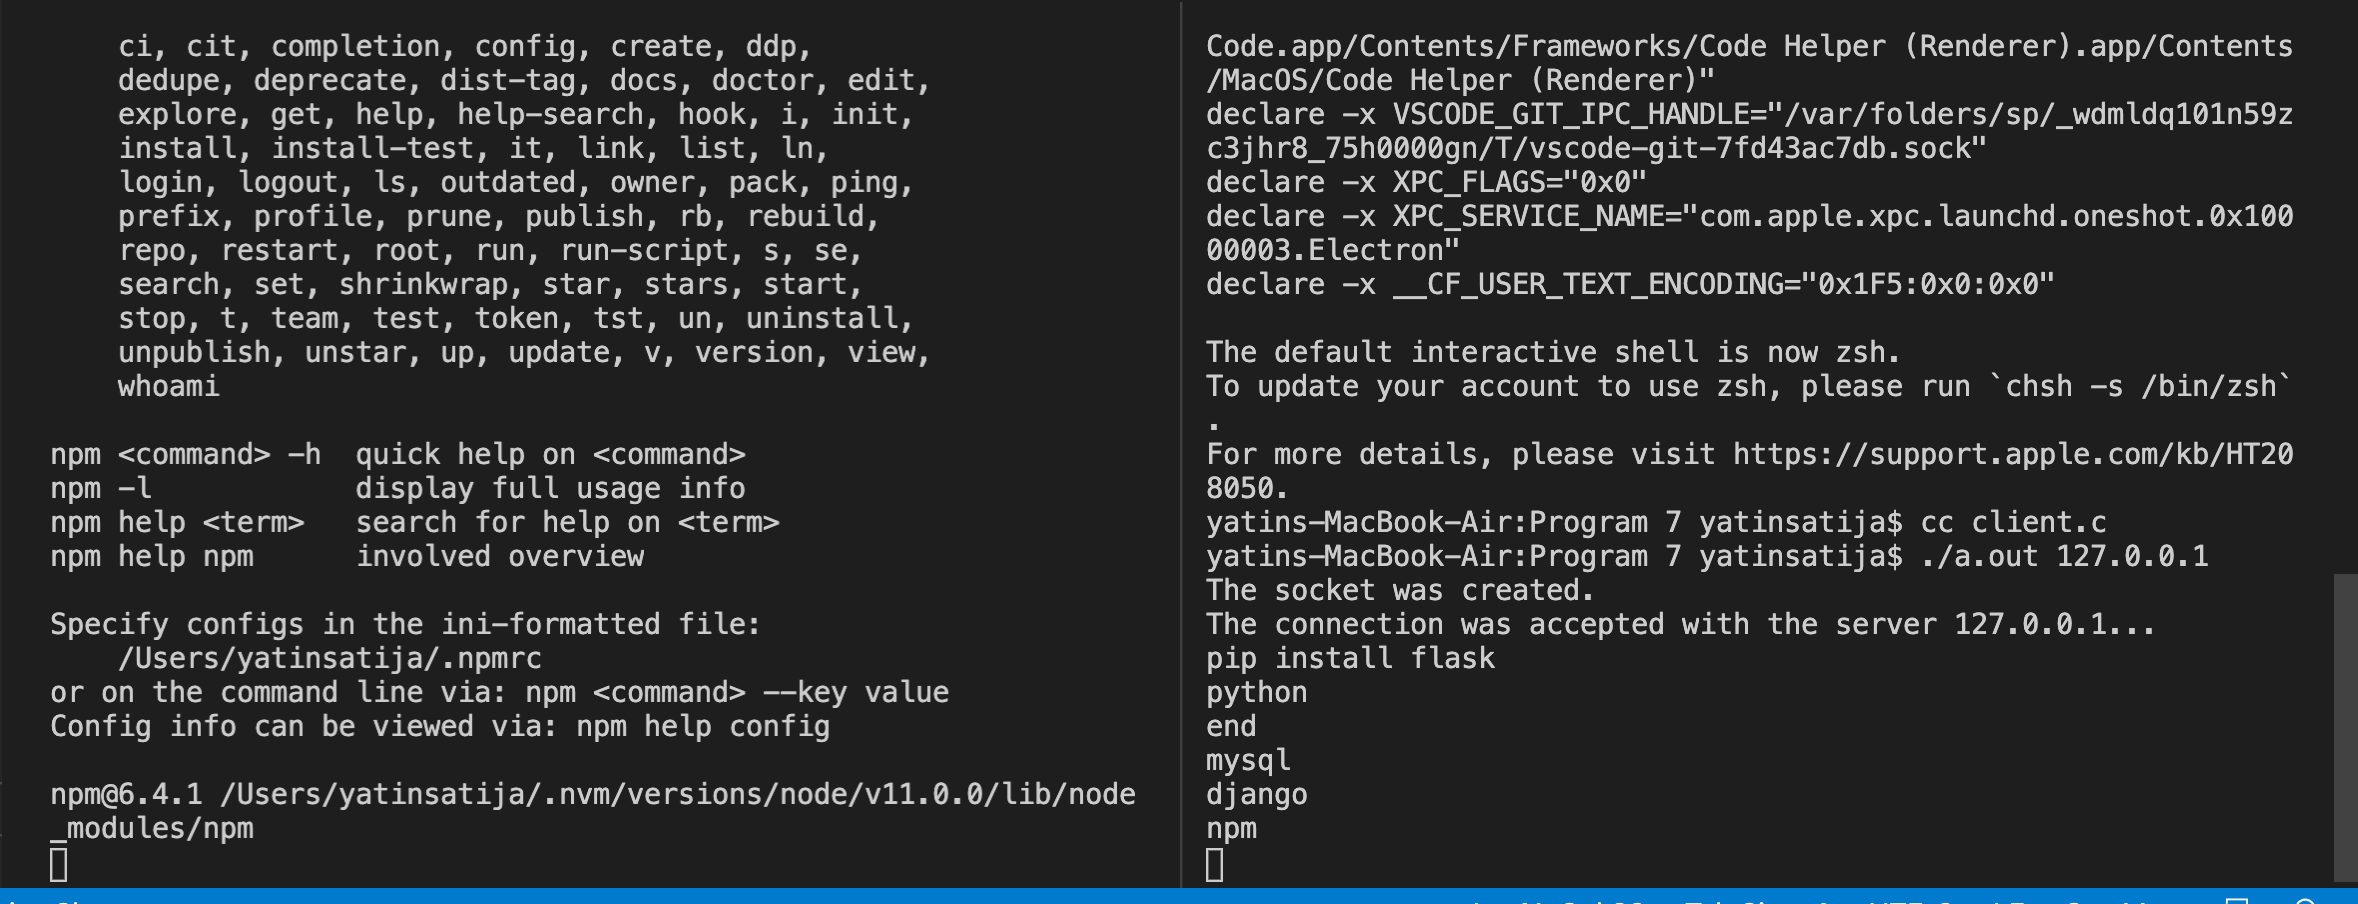 ci, cit, completion, config, create, ddp,
dedupe, deprecate, dist-tag, docs, doctor, edit,
explore, get, help, help-search, hook, i, init,
install, install-test, it, link, list, ln,
login, logout, ls, outdated, owner, pack, ping,
prefix, profile, prune, publish, rb, rebuild,
repo, restart, root, run, run-script, s, se,
search, set, shrinkwrap, star, stars, start,
stop, t, team, test, token, tst, un, uninstall,
unpublish, unstar, up, update, v, version, view,
whoami
npm <command> -h  quick help on <command>
npm -l            display full usage info
npm help <term>   search for help on <term>
npm help npm      involved overview
Specify configs in the ini-formatted file:
/Users/yatinsatija/.npmrc
or on the command line via: npm <command> --key value
Config info can be viewed via: npm help config
npm@6.4.1 /Users/yatinsatija/.nvm/versions/node/v11.0.0/lib/node
_modules/npm
Code.app/Contents/Frameworks/Code Helper (Renderer).app/Contents
/MacOS/Code Helper (Renderer)"
declare -x VSCODE_GIT_IPC_HANDLE="/var/folders/sp/_wdmldq101n59z
c3jhr8_75h0000gn/T/vscode-git-7fd43ac7db.sock"
declare -x XPC_FLAGS="0x0"
declare -x XPC_SERVICE_NAME="com.apple.xpc.launchd.oneshot.0x100
00003.Electron"
declare -x __CF_USER_TEXT_ENCODING="0x1F5:0x0:0x0"
The default interactive shell is now zsh.
To update your account to use zsh, please run `chsh -s /bin/zsh`
.
For more details, please visit https://support.apple.com/kb/HT20
8050.
yatins-MacBook-Air:Program 7 yatinsatija$ cc client.c
yatins-MacBook-Air:Program 7 yatinsatija$ ./a.out 127.0.0.1
The socket was created.
The connection was accepted with the server 127.0.0.1...
pip install flask
python
end
mysql
django
npm